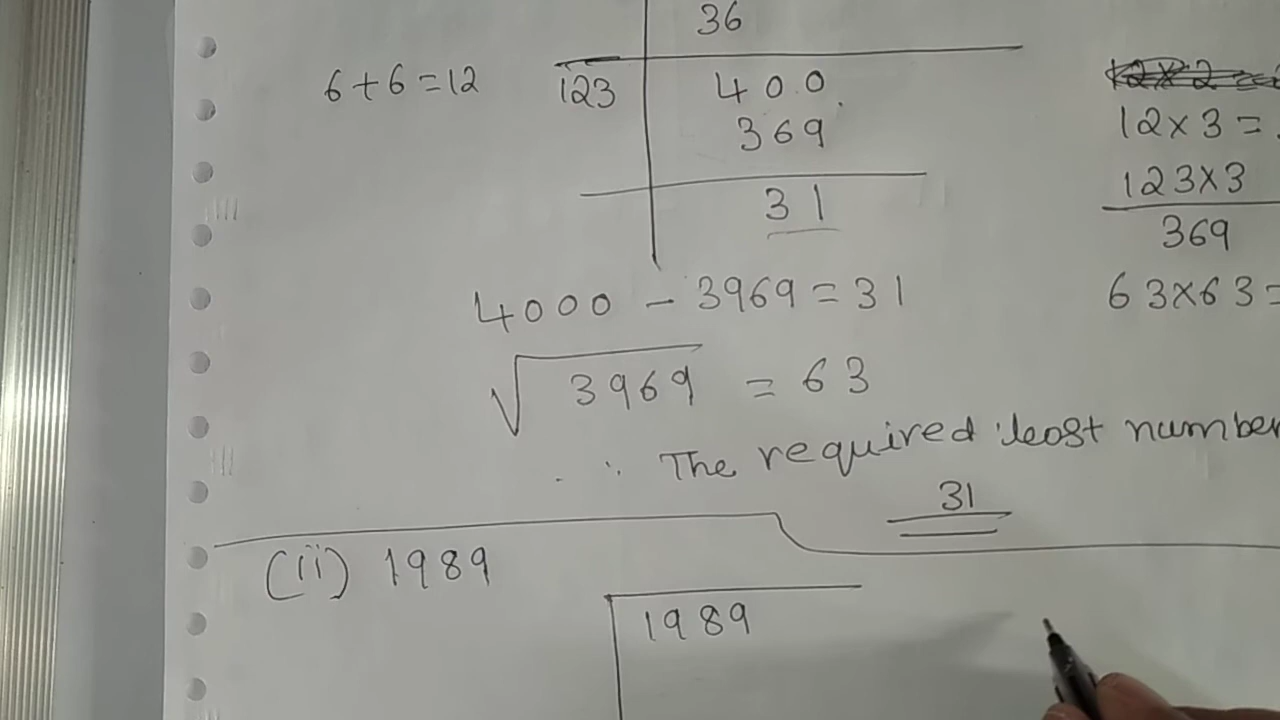 36
6+6=12 123 400.
369
31
12×3=
123×3
369
4000 - 3969 = 31
63×63=
√3969 = 63
∴ The required least number
31
(ii) 1989
1989